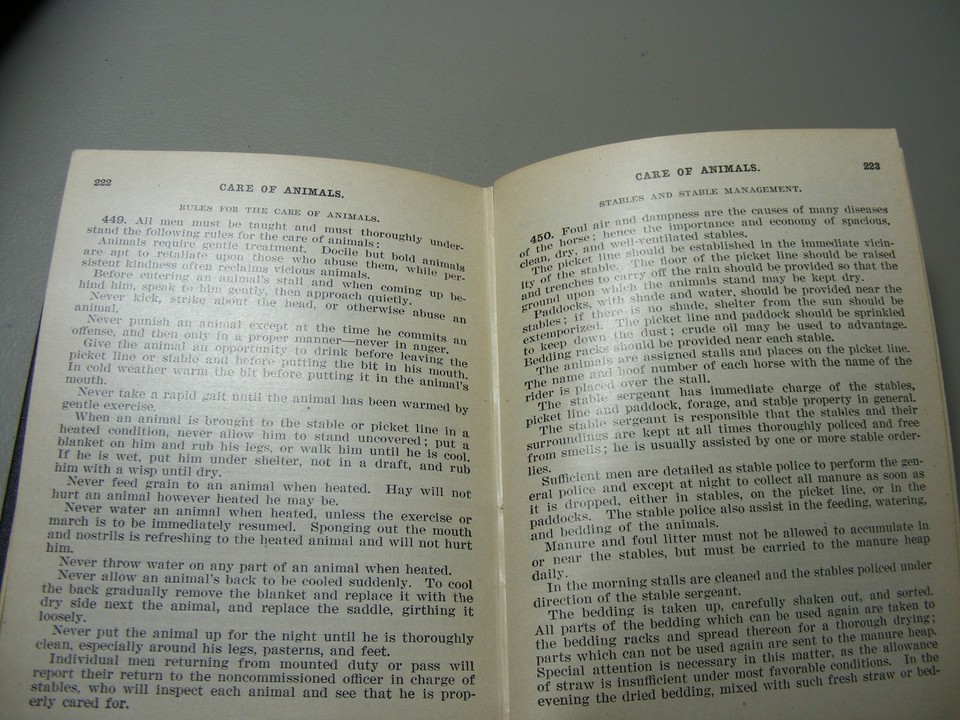 222
CARE OF ANIMALS.
RULES FOR THE CARE OF ANIMALS.
449. All men must be taught and must thoroughly under-
stand the following rules for the care of animals:
Animals require gentle treatment. Docile but bold animals
are apt to retaliate upon those who abuse them, while per-
sistent kindness often reclaims vicious animals.
Before entering an animal's stall and when coming up be-
hind him, speak to him gently, then approach quietly.
Never kick, strike about the head, or otherwise abuse an
animal.
Never punish an animal except at the time he commits an
offense, and then only in a proper manner—never in anger.
Give the animal an opportunity to drink before leaving the
picket line or stable and before putting the bit in his mouth.
In cold weather warm the bit before putting it in the animal's
mouth.
Never take a rapid gait until the animal has been warmed by
gentle exercise.
When an animal is brought to the stable or picket line in a
heated condition, never allow him to stand uncovered; put a
blanket on him and rub his legs, or walk him until he is cool.
If he is wet, put him under shelter, not in a draft, and rub
him with a wisp until dry.
Never feed grain to an animal when heated. Hay will not
hurt an animal however heated he may be.
Never water an animal when heated, unless the exercise or
march is to be immediately resumed. Sponging out the mouth
and nostrils is refreshing to the heated animal and will not hurt
him.
Never throw water on any part of an animal when heated.
Never allow an animal's back to be cooled suddenly. To cool
the back gradually remove the blanket and replace it with the
dry side next the animal, and replace the saddle, girthing it
loosely.
Never put the animal up for the night until he is thoroughly
clean, especially around his legs, pasterns, and feet.
Individual men returning from mounted duty or pass will
report their return to the noncommissioned officer in charge of
stables, who will inspect each animal and see that he is prop-
erly cared for.
CARE OF ANIMALS.
223
STABLES AND STABLE MANAGEMENT.
450. Foul air and dampness are the causes of many diseases
of the horse; hence the importance and economy of spacious,
clean, dry, and well-ventilated stables.
The picket line should be established in the immediate vicin-
ity of the stable. The floor of the picket line should be raised
and trenches to carry off the rain should be provided so that the
ground upon which the animals stand may be kept dry.
Paddocks, with shade and water, should be provided near the
stables; if there is no shade, shelter from the sun should be
extemporized. The picket line and paddock should be sprinkled
to keep down the dust; crude oil may be used to advantage.
Bedding racks should be provided near each stable.
The animals are assigned stalls and places on the picket line.
The name and hoof number of each horse with the name of the
rider is placed over the stall.
The stable sergeant has immediate charge of the stables,
picket line and paddock, forage, and stable property in general.
The stable sergeant is responsible that the stables and their
surroundings are kept at all times thoroughly policed and free
from smells; he is usually assisted by one or more stable order-
lies.
Sufficient men are detailed as stable police to perform the gen-
eral police and except at night to collect all manure as soon as
it is dropped, either in stables, on the picket line, or in the
paddocks. The stable police also assist in the feeding, watering,
and bedding of the animals.
Manure and foul litter must not be allowed to accumulate in
or near the stables, but must be carried to the manure heap
daily.
In the morning stalls are cleaned and the stables policed under
direction of the stable sergeant.
The bedding is taken up, carefully shaken out, and sorted.
All parts of the bedding which can be used again are taken to
the bedding racks and spread thereon for a thorough drying;
parts which can not be used again are sent to the manure heap.
Special attention is necessary in this matter, as the allowance
of straw is insufficient under most favorable conditions. In the
evening the dried bedding, mixed with such fresh straw or bed-